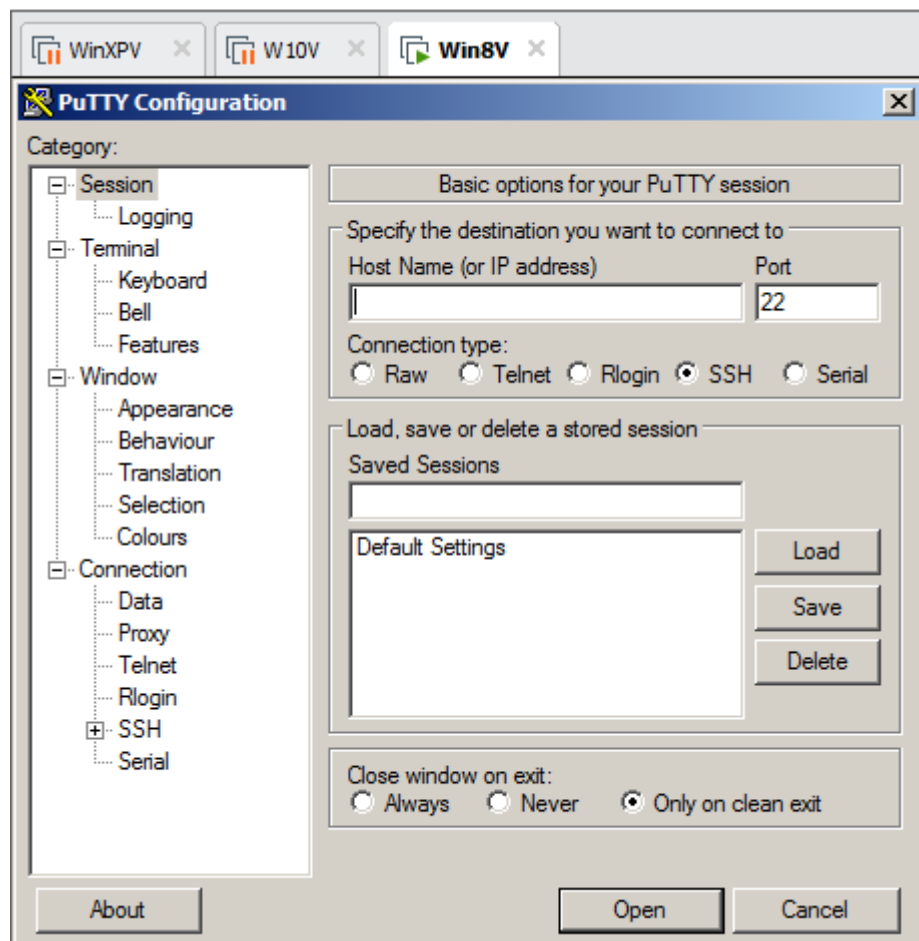 WinXPV W10V Win8V
PuTTY Configuration
Category:
Session
Logging
Terminal
Keyboard
Bell
Features
Window
Appearance
Behaviour
Translation
Selection
Colours
Connection
Data
Proxy
Telnet
Rlogin
SSH
Serial
Basic options for your PuTTY session
Specify the destination you want to connect to
Host Name (or IP address) Port
22
Connection type:
Raw Telnet Rlogin SSH Serial
Load, save or delete a stored session
Saved Sessions
Default Settings
Load
Save
Delete
Close window on exit:
Always Never Only on clean exit
About Open Cancel